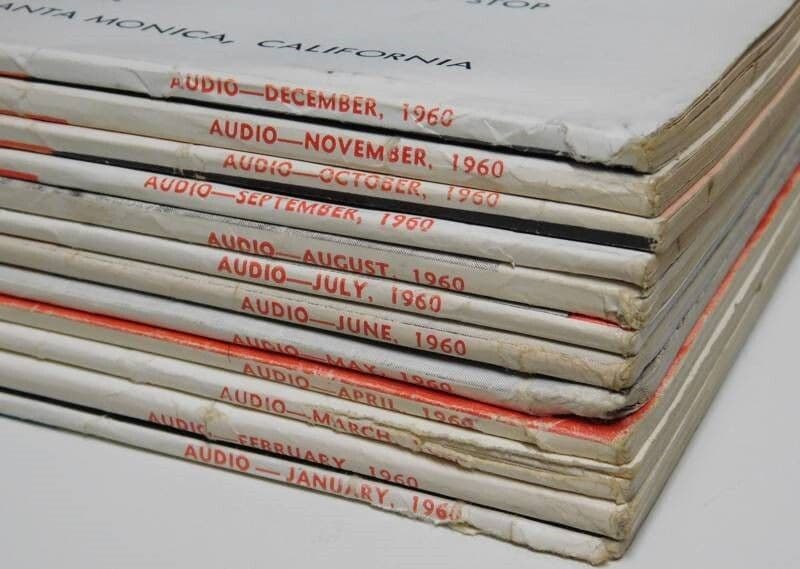 STOP
SANTA MONICA, CALIFORNIA
AUDIO—DECEMBER, 1960
AUDIO—NOVEMBER, 1960
AUDIO—OCTOBER, 1960
AUDIO—SEPTEMBER, 1960
AUDIO—AUGUST, 1960
AUDIO—JULY, 1960
AUDIO—JUNE, 1960
AUDIO—MAY, 1960
AUDIO—APRIL, 1960
AUDIO—MARCH,
AUDIO—FEBRUARY, 1960
AUDIO—JANUARY, 1960